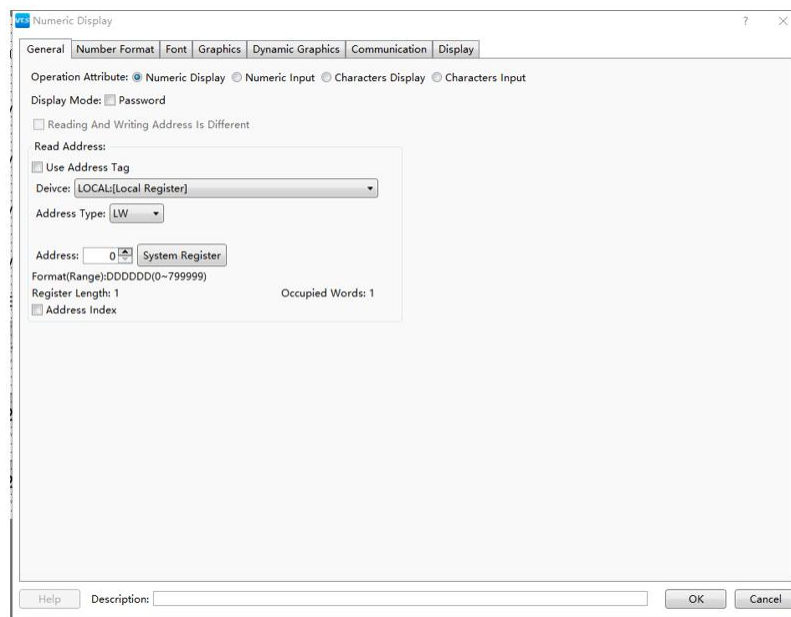 VTS Numeric Display ?
General Number Format Font Graphics Dynamic Graphics Communication Display
Operation Attribute: Numeric Display Numeric Input Characters Display Characters Input
Display Mode: Password
Reading And Writing Address Is Different
Read Address:
Use Address Tag
Deivce: LOCAL:[Local Register]
Address Type: LW
Address: 0 System Register
Format(Range):DDDDDD(0~799999)
Register Length: 1 Occupied Words: 1
Address Index
Help Description: OK Cancel